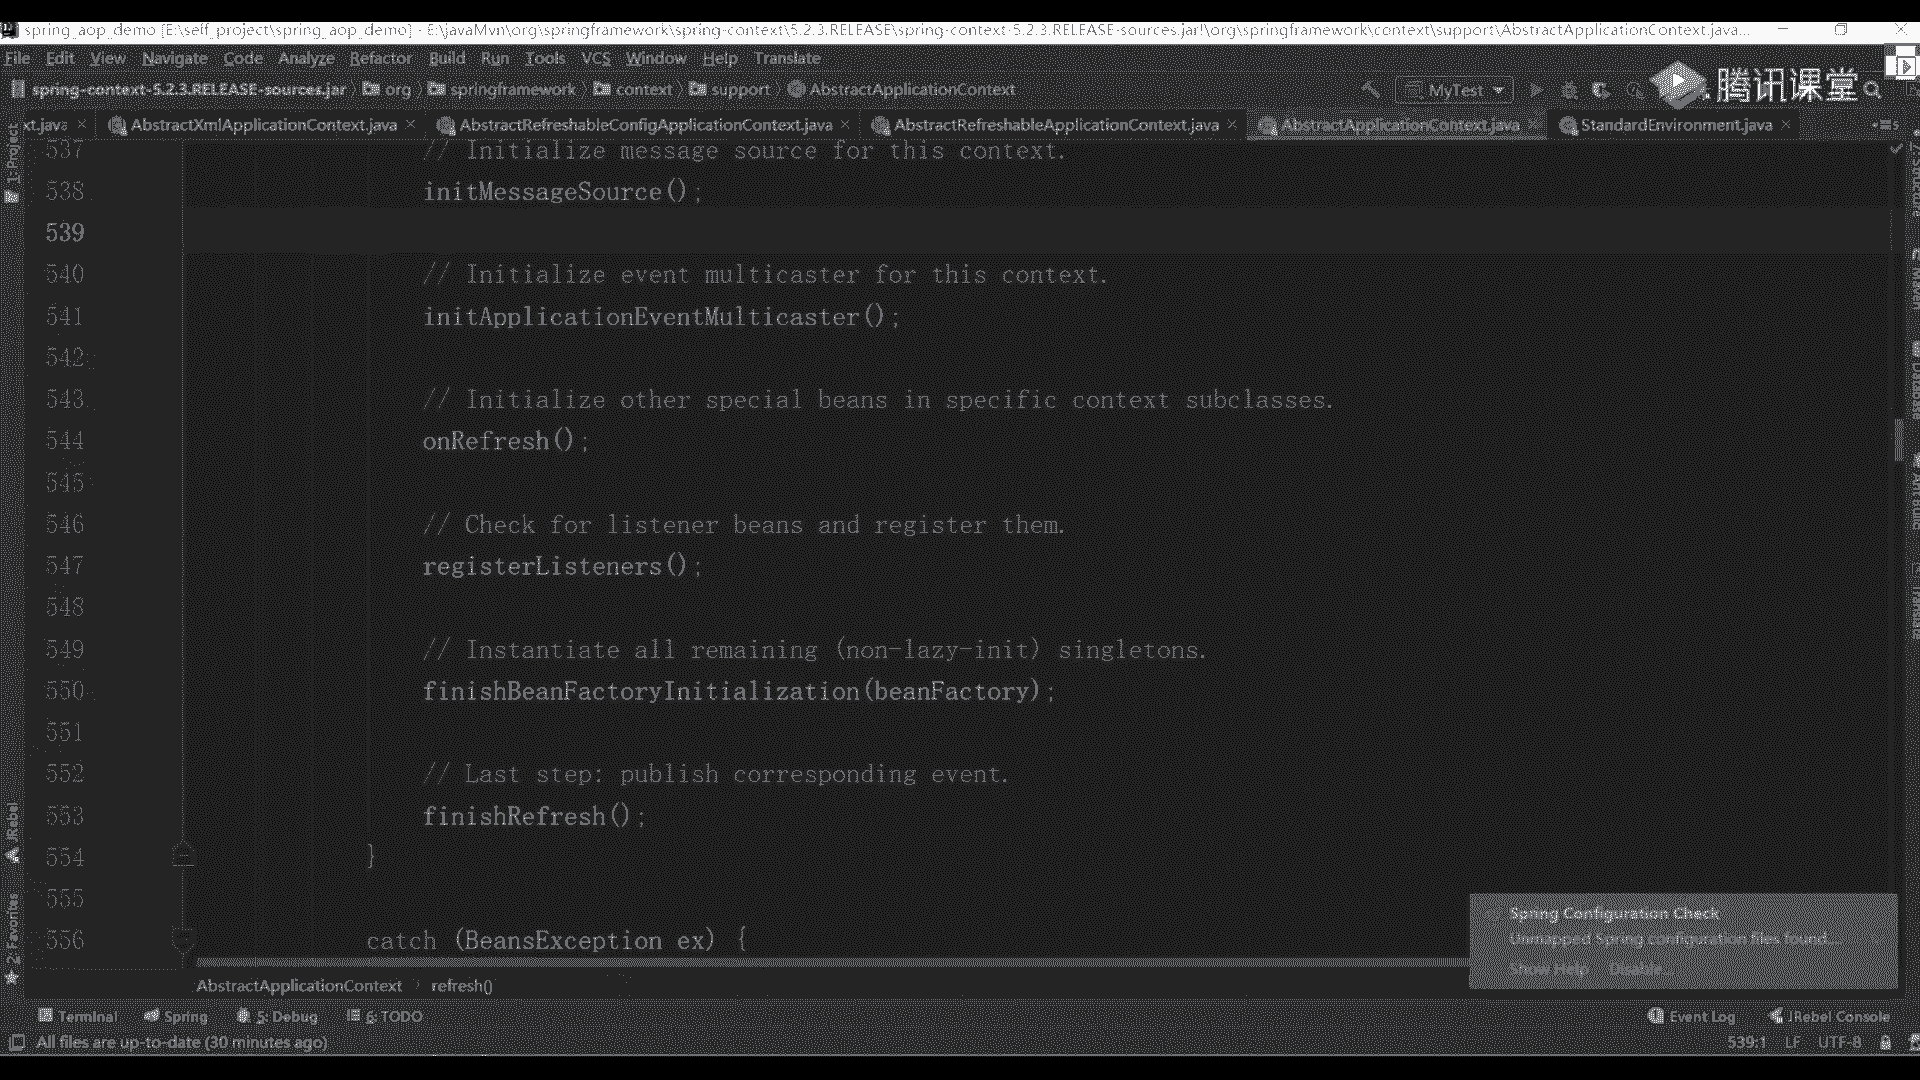 spring_aop_demo [E:\self_project\spring_aop_demo] - E:\javaMvn\org\springframework\spring-context\5.2.3.RELEASE\spring-context-5.2.3.RELEASE-sources.jar!\org\springframework\context\support\AbstractApplicationContext.java...
File Edit View Navigate Code Analyze Refactor Build Run Tools VCS Window Help Translate
spring-context-5.2.3.RELEASE-sources.jar org springframework context support AbstractApplicationContext MyTest 腾讯课堂
xt.java AbstractXmlApplicationContext.java AbstractRefreshableConfigApplicationContext.java AbstractRefreshableApplicationContext.java AbstractApplicationContext.java StandardEnvironment.java
1: Project
Z: Structure
Maven
Database
Translate
JRebel
2: Favorites
537 // Initialize message source for this context.
538 initMessageSource();
539
540 // Initialize event multicaster for this context.
541 initApplicationEventMulticaster();
542
543 // Initialize other special beans in specific context subclasses.
544 onRefresh();
545
546 // Check for listener beans and register them.
547 registerListeners();
548
549 // Instantiate all remaining (non-lazy-init) singletons.
550 finishBeanFactoryInitialization(beanFactory);
551
552 // Last step: publish corresponding event.
553 finishRefresh();
554 }
555
556 catch (BeansException ex) {
Spring Configuration Check
Unmapped Spring configuration files found....
Show Help Disable...
AbstractApplicationContext refresh()
Terminal Spring 5: Debug 6: TODO Event Log JRebel Console
All files are up-to-date (30 minutes ago) 539:1 LF UTF-8